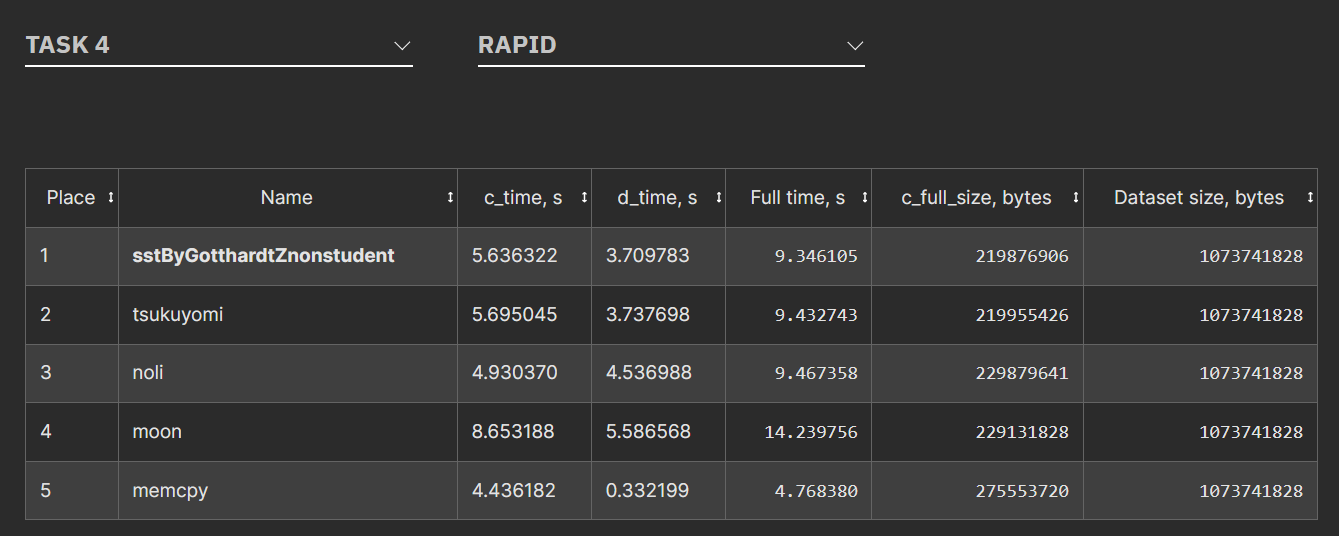 TASK 4 RAPID
Place Name c_time, s d_time, s Full time, s c_full_size, bytes Dataset size, bytes
1 sstByGotthardtZnonstudent 5.636322 3.709783 9.346105 219876906 1073741828
2 tsukuyomi 5.695045 3.737698 9.432743 219955426 1073741828
3 noli 4.930370 4.536988 9.467358 229879641 1073741828
4 moon 8.653188 5.586568 14.239756 229131828 1073741828
5 memcpy 4.436182 0.332199 4.768380 275553720 1073741828